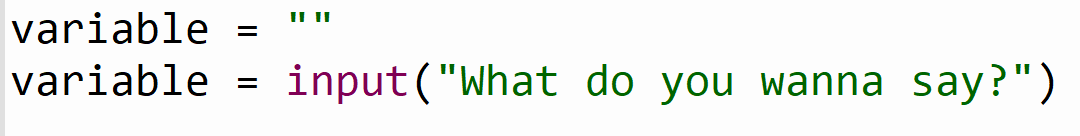 variable = ""
variable = input("What do you wanna say?")